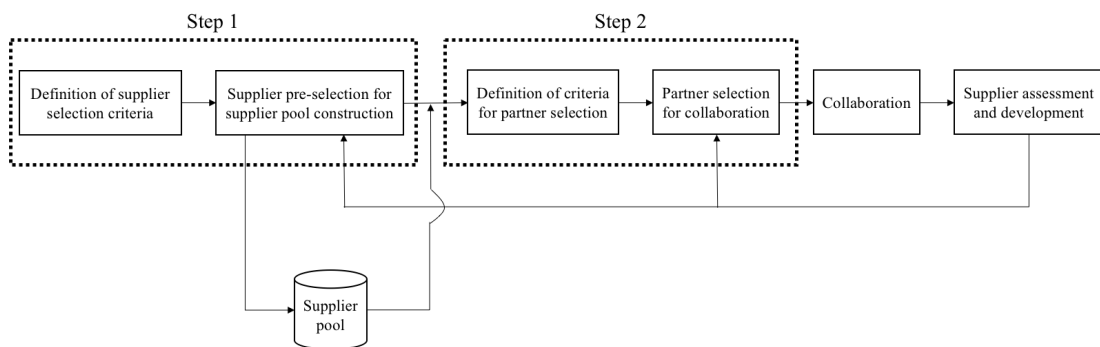 Step 1
Step 2
Definition of supplier
selection criteria
Supplier pre-selection for
supplier pool construction
Definition of criteria
for partner selection
Partner selection
for collaboration
Collaboration
Supplier assessment
and development
Supplier
pool